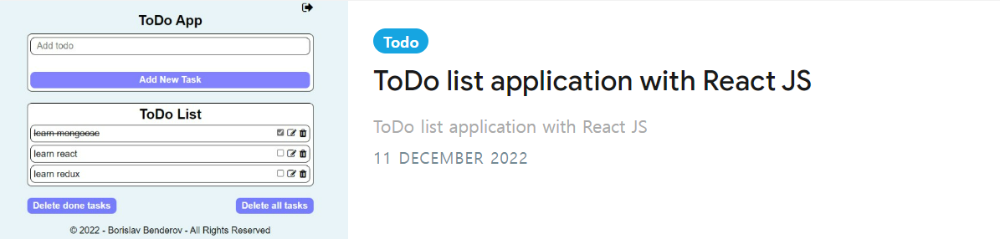 ToDo App
Add todo
Add New Task
ToDo List
learn mongoose
learn react
learn redux
Delete done tasks
Delete all tasks
© 2022 - Borislav Benderov - All Rights Reserved
Todo
ToDo list application with React JS
ToDo list application with React JS
11 DECEMBER 2022